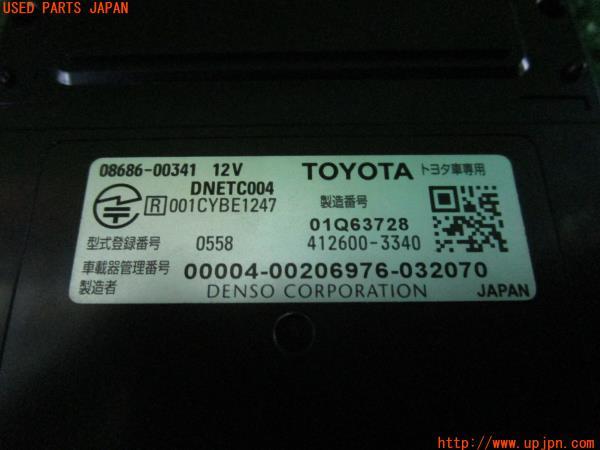 USED PARTS JAPAN
08686-00341 12V TOYOTA トヨタ車専用
DNETC004
R 001CYBE1247 製造番号
01Q63728
型式登録番号 0558 412600-3340
車載器管理番号 00004-00206976-032070
製造者 DENSO CORPORATION JAPAN
http://www.upjpn.com/